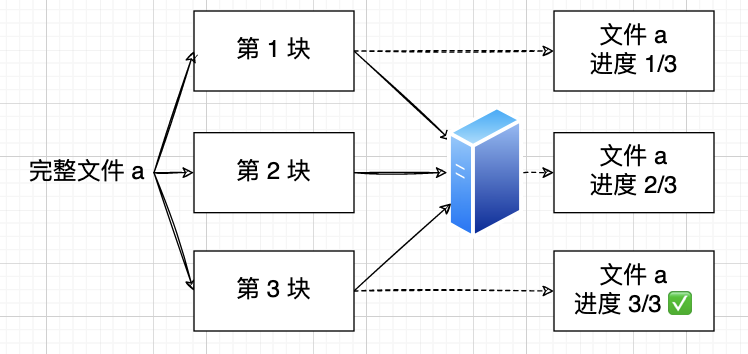 完整文件 a
第 1 块
第 2 块
第 3 块
文件 a
进度 1/3
文件 a
进度 2/3
文件 a
进度 3/3 ✅